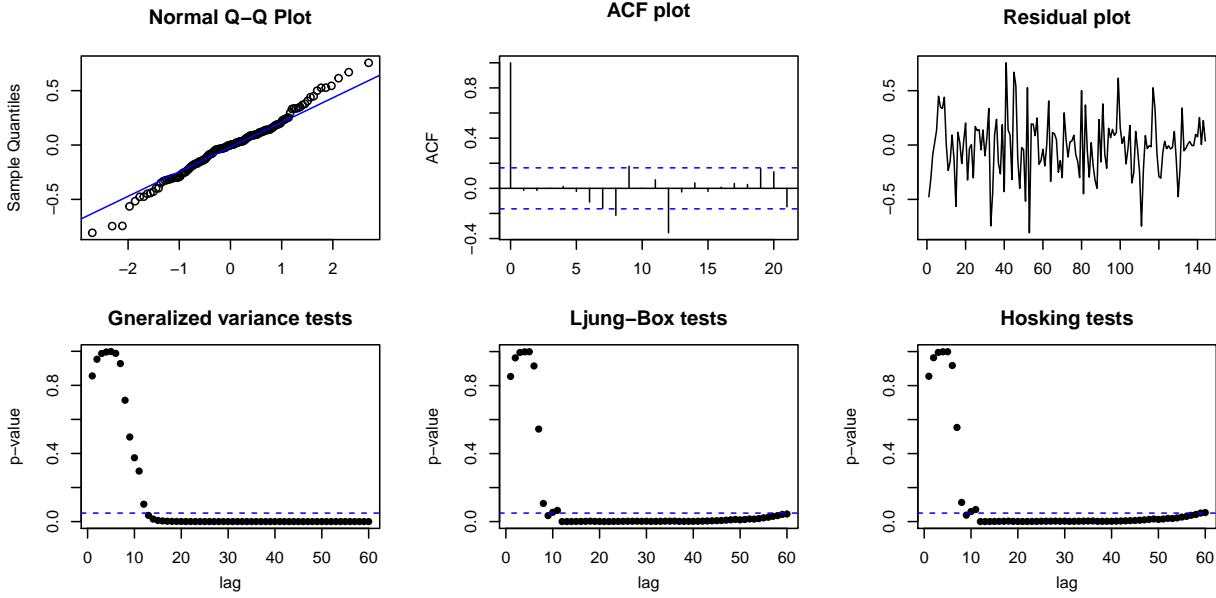 Normal Q−Q Plot
Sample Quantiles
0.5
0.0
−0.5
−2 −1 0 1 2
ACF plot
ACF
0.8
0.4
0.0
−0.4
0 5 10 15 20
Residual plot
0.5
0.0
−0.5
0 20 40 60 80 100 140
Gneralized variance tests
p−value
0.8
0.4
0.0
0 10 20 30 40 50 60
lag
Ljung−Box tests
p−value
0.8
0.4
0.0
0 10 20 30 40 50 60
lag
Hosking tests
p−value
0.8
0.4
0.0
0 10 20 30 40 50 60
lag